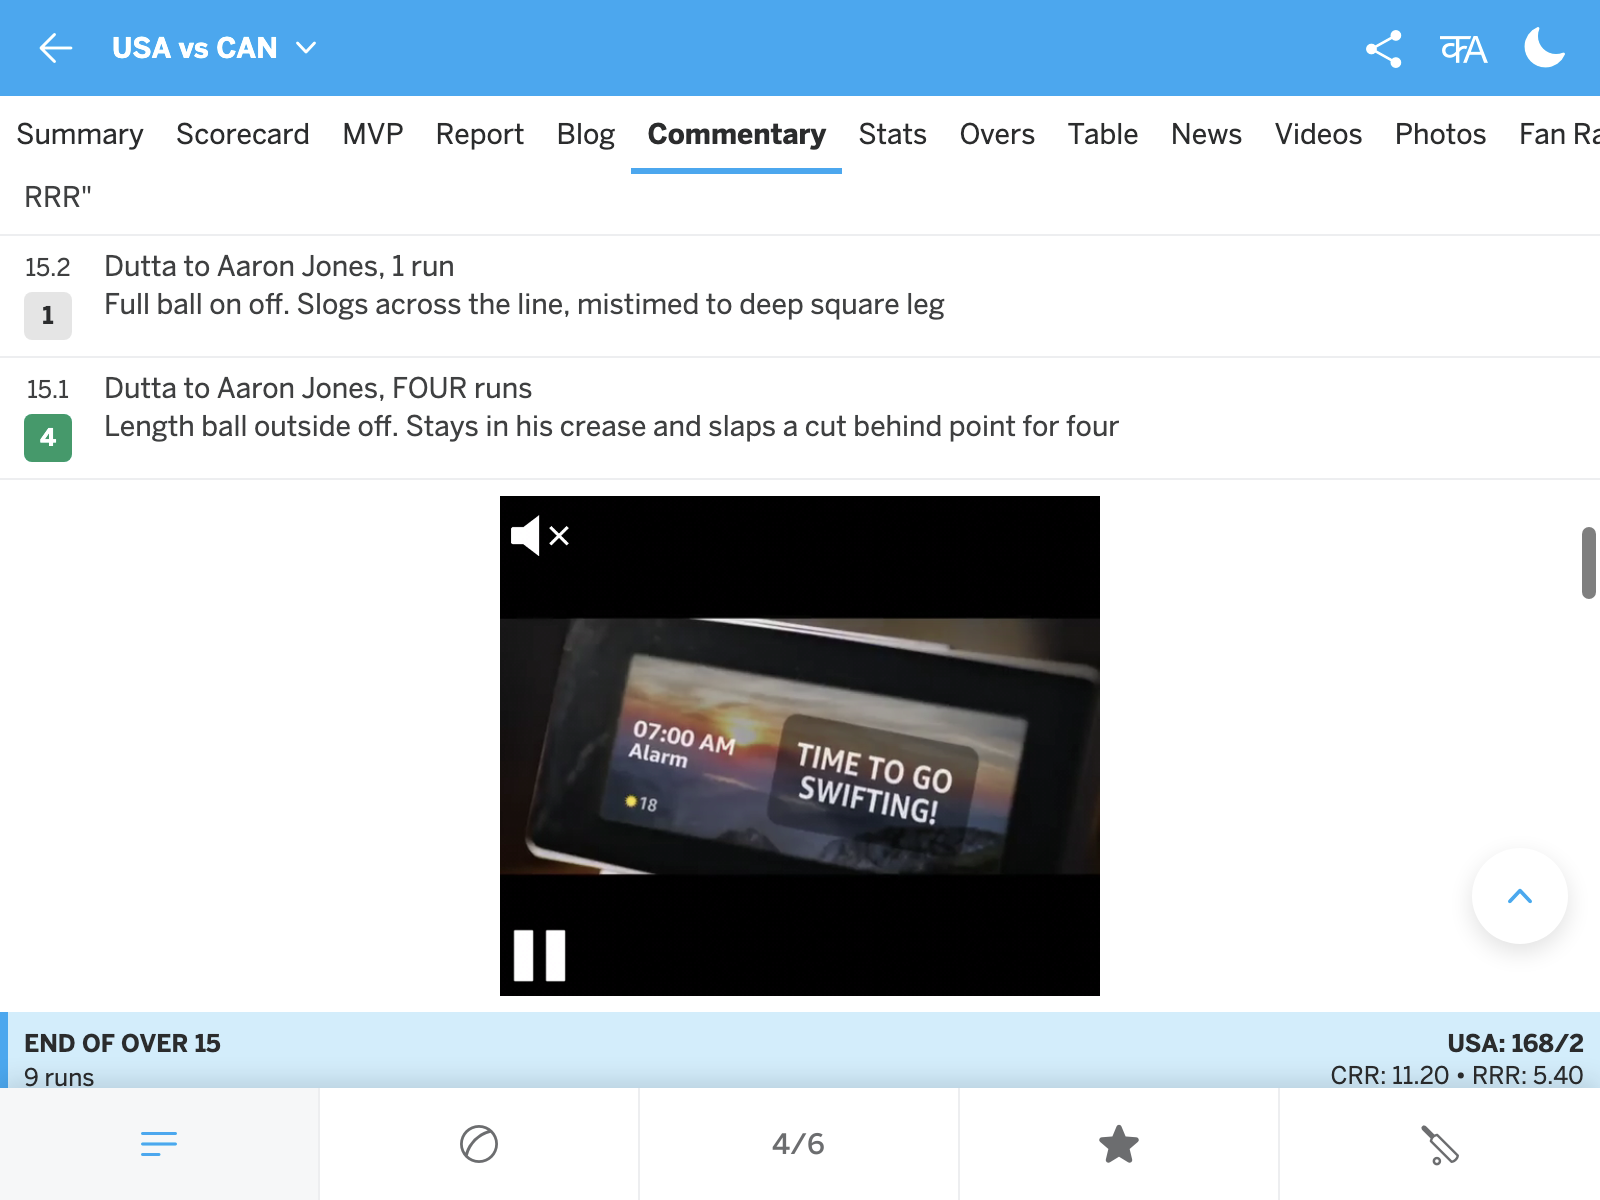 USA vs CAN
कA
Summary Scorecard MVP Report Blog Commentary Stats Overs Table News Videos Photos Fan Ra
RRR"
15.2 Dutta to Aaron Jones, 1 run
1 Full ball on off. Slogs across the line, mistimed to deep square leg
15.1 Dutta to Aaron Jones, FOUR runs
4 Length ball outside off. Stays in his crease and slaps a cut behind point for four
07:00 AM
Alarm
18
TIME TO GO
SWIFTING!
END OF OVER 15 USA: 168/2
9 runs CRR: 11.20 • RRR: 5.40
4/6